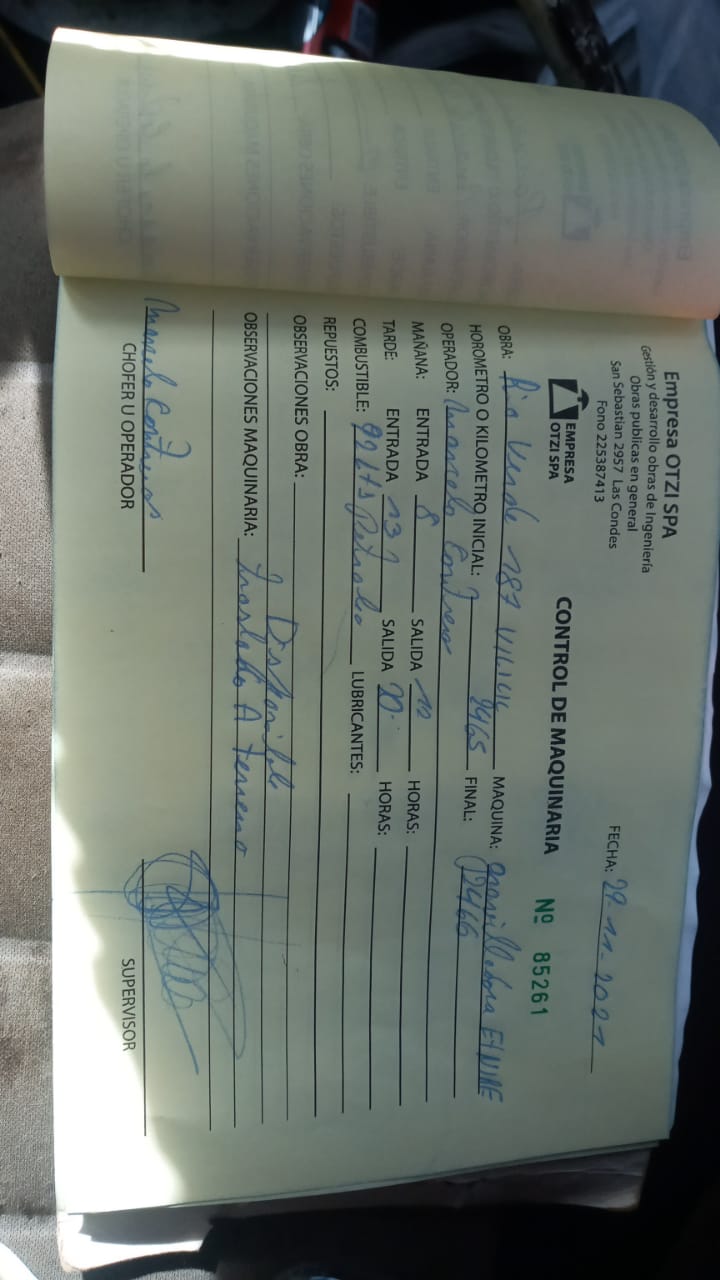 Empresa OTZI SPA
Gestión y desarrollo obras de Ingeniería
Obras publicas en general
San Sebastian 2957 Las Condes
Fono 225387413
FECHA: 29-11-2021
EMPRESA
OTZI SPA
CONTROL DE MAQUINARIA
Nº 85261
OBRA: Rio Verde 187 MAQUINA: gravilladora
HOROMETRO O KILOMETRO INICIAL: 2465 FINAL: 2466
OPERADOR: Marcelo Contreras
MAÑANA: ENTRADA 8 SALIDA 12 HORAS:
TARDE: ENTRADA 13 SALIDA 20 HORAS:
COMBUSTIBLE: 92 Lts Petroleo LUBRICANTES:
REPUESTOS:
OBSERVACIONES OBRA:
Disponible
OBSERVACIONES MAQUINARIA: Traslado A terreno
Marcelo Contreras
CHOFER U OPERADOR
SUPERVISOR